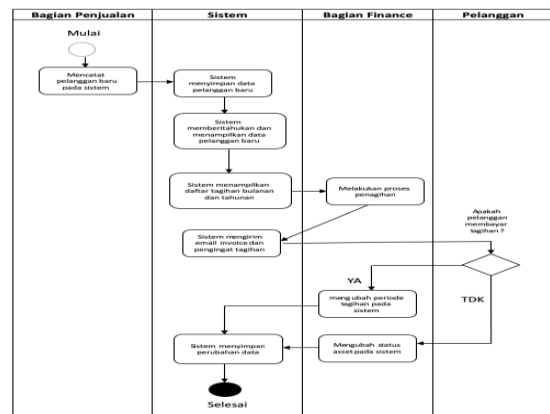 Bagian Penjualan
Sistem
Bagian Finance
Pelanggan
Mulai
Mencatat
pelanggan baru
pada sistem
Sistem
menyimpan data
pelanggan baru
Sistem
memberitahukan dan
menampilkan data
pelanggan baru
Sistem menampilkan
daftar tagihan bulanan
dan tahunan
Melakukan proses
penagihan
Apakah
pelanggan
membayar
tagihan ?
Sistem mengirim
email invoice dan
pengingat tagihan
YA
TDK
mengubah periode
tagihan pada
sistem
Sistem menyimpan
perubahan data
Mengubah status
asset pada sistem
Selesai